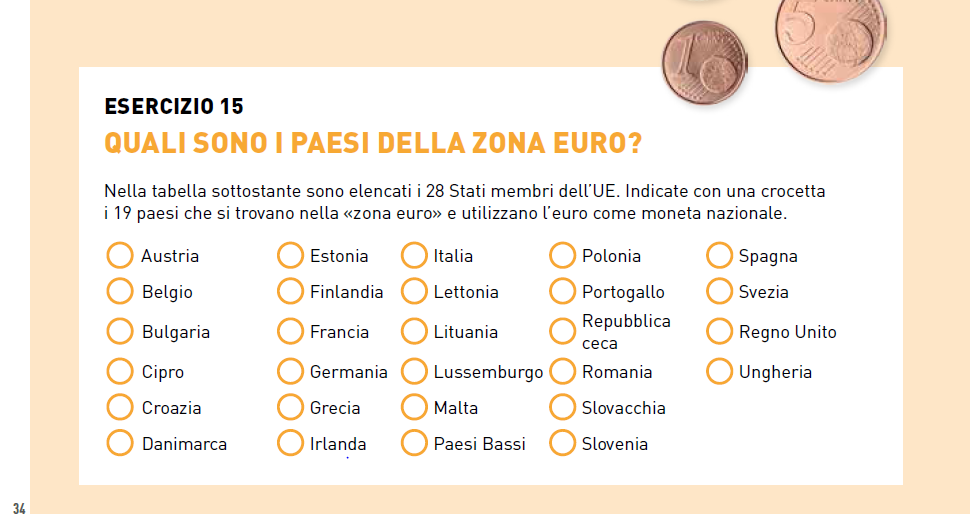 ESERCIZIO 15
QUALI SONO I PAESI DELLA ZONA EURO?
Nella tabella sottostante sono elencati i 28 Stati membri dell'UE. Indicate con una crocetta
i 19 paesi che si trovano nella «zona euro» e utilizzano l'euro come moneta nazionale.
Austria
Belgio
Bulgaria
Cipro
Croazia
Danimarca
Estonia
Finlandia
Francia
Germania
Grecia
Irlanda
Italia
Lettonia
Lituania
Lussemburgo
Malta
Paesi Bassi
Polonia
Portogallo
Repubblica
ceca
Romania
Slovacchia
Slovenia
Spagna
Svezia
Regno Unito
Ungheria
34